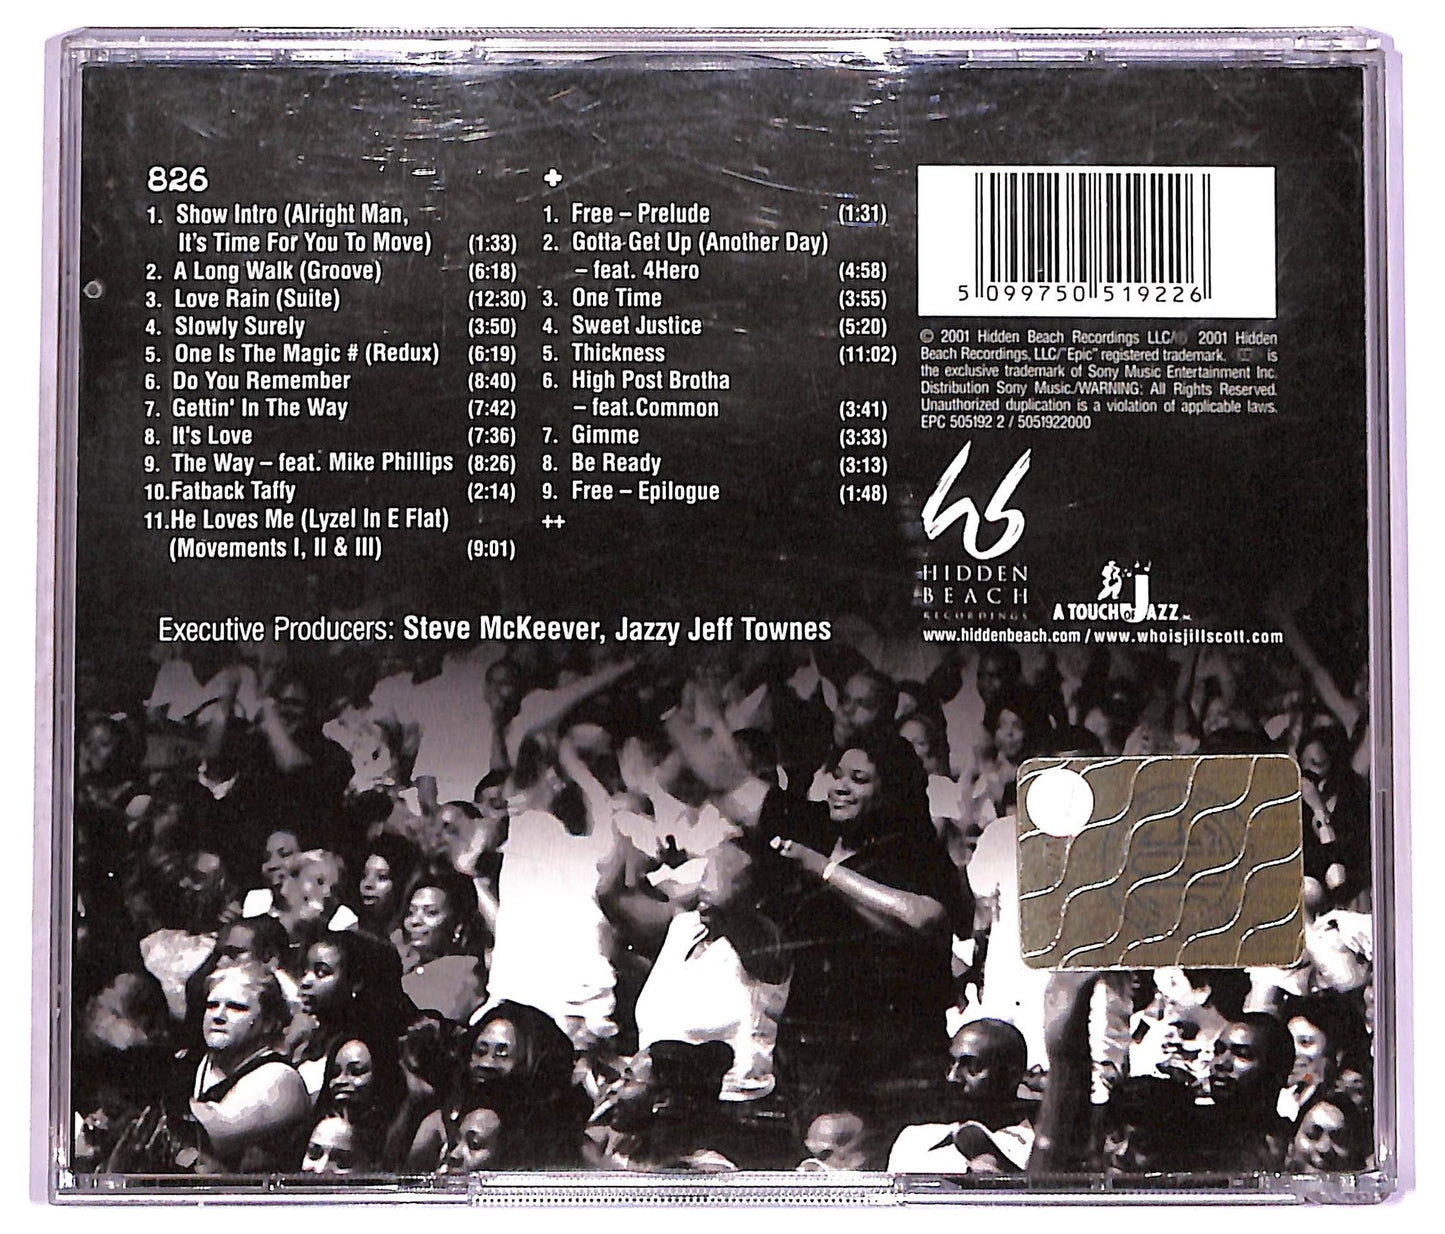 826
1. Show Intro (Alright Man,
It's Time For You To Move) (1:33)
2. A Long Walk (Groove) (6:18)
3. Love Rain (Suite) (12:30)
4. Slowly Surely (3:50)
5. One Is The Magic # (Redux) (6:19)
6. Do You Remember (8:40)
7. Gettin' In The Way (7:42)
8. It's Love (7:36)
9. The Way – feat. Mike Phillips (8:26)
10. Fatback Taffy (2:14)
11. He Loves Me (Lyzel In E Flat)
(Movements I, II & III) (9:01)
+
1. Free – Prelude (1:31)
2. Gotta Get Up (Another Day)
– feat. 4Hero (4:58)
3. One Time (3:55)
4. Sweet Justice (5:20)
5. Thickness (11:02)
6. High Post Brotha
– feat.Common (3:41)
7. Gimme (3:33)
8. Be Ready (3:13)
9. Free – Epilogue (1:48)
++
Executive Producers: Steve McKeever, Jazzy Jeff Townes
5 099750 519226
© 2001 Hidden Beach Recordings LLC/℗ 2001 Hidden
Beach Recordings, LLC/"Epic" registered trademark. is
the exclusive trademark of Sony Music Entertainment Inc.
Distribution Sony Music./WARNING: All Rights Reserved.
Unauthorized duplication is a violation of applicable laws.
EPC 505192 2 / 5051922000
hb
HIDDEN
BEACH
RECORDINGS
A TOUCH OF JAZZ INC.
www.hiddenbeach.com / www.whoisjillscott.com